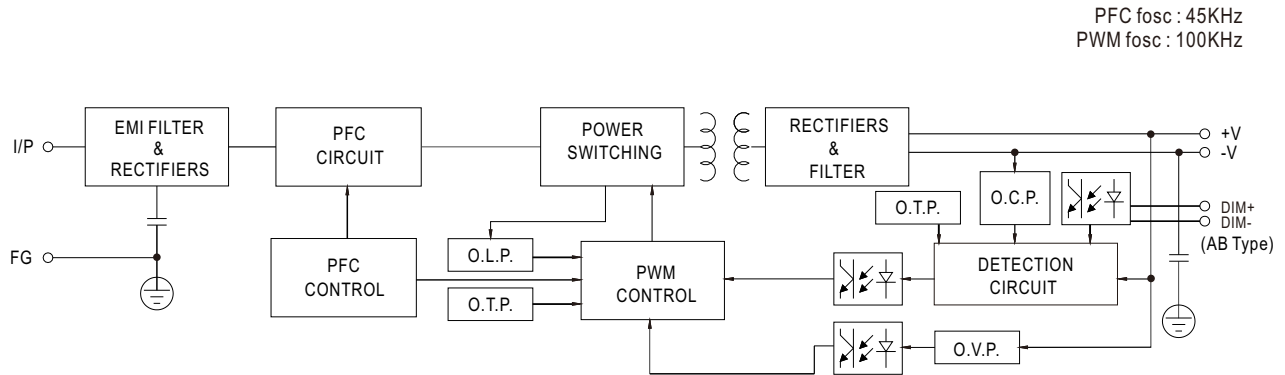 PFC fosc : 45KHz
PWM fosc : 100KHz
I/P
EMI FILTER
&
RECTIFIERS
PFC
CIRCUIT
POWER
SWITCHING
RECTIFIERS
&
FILTER
+V
-V
O.T.P.
O.C.P.
DIM+
DIM-
(AB Type)
FG
PFC
CONTROL
O.L.P.
O.T.P.
PWM
CONTROL
DETECTION
CIRCUIT
O.V.P.